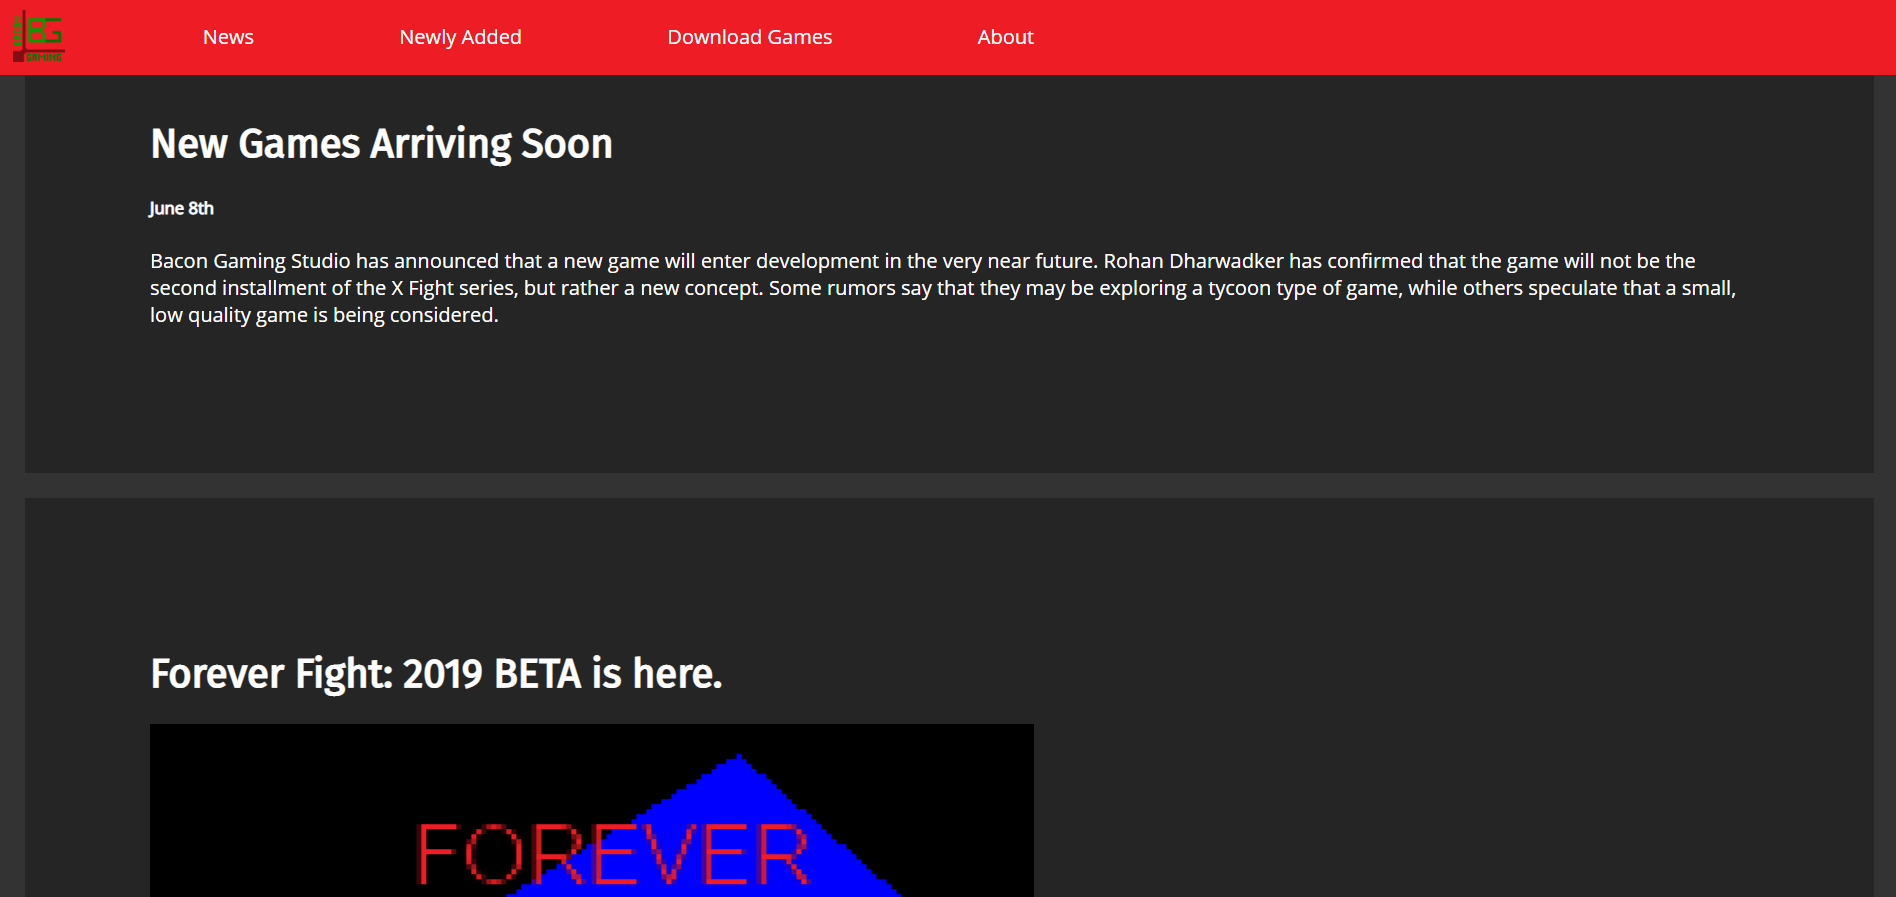 BACON
BG
GAMING
News
Newly Added
Download Games
About
New Games Arriving Soon
June 8th
Bacon Gaming Studio has announced that a new game will enter development in the very near future. Rohan Dharwadker has confirmed that the game will not be the
second installment of the X Fight series, but rather a new concept. Some rumors say that they may be exploring a tycoon type of game, while others speculate that a small,
low quality game is being considered.
Forever Fight: 2019 BETA is here.
FOREVER